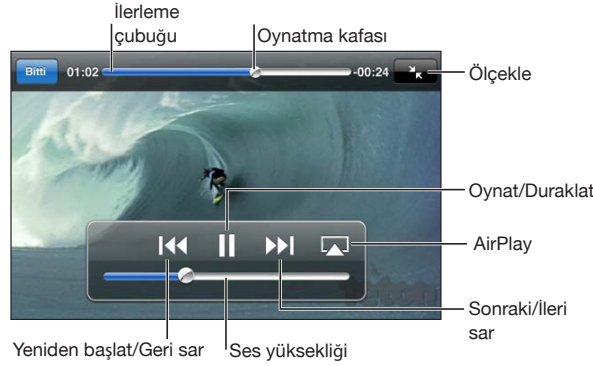 İlerleme
çubuğu
Oynatma kafası
Bitti
01:02
-00:24
Ölçekle
Oynat/Duraklat
AirPlay
Sonraki/İleri
sar
Yeniden başlat/Geri sar
Ses yüksekliği